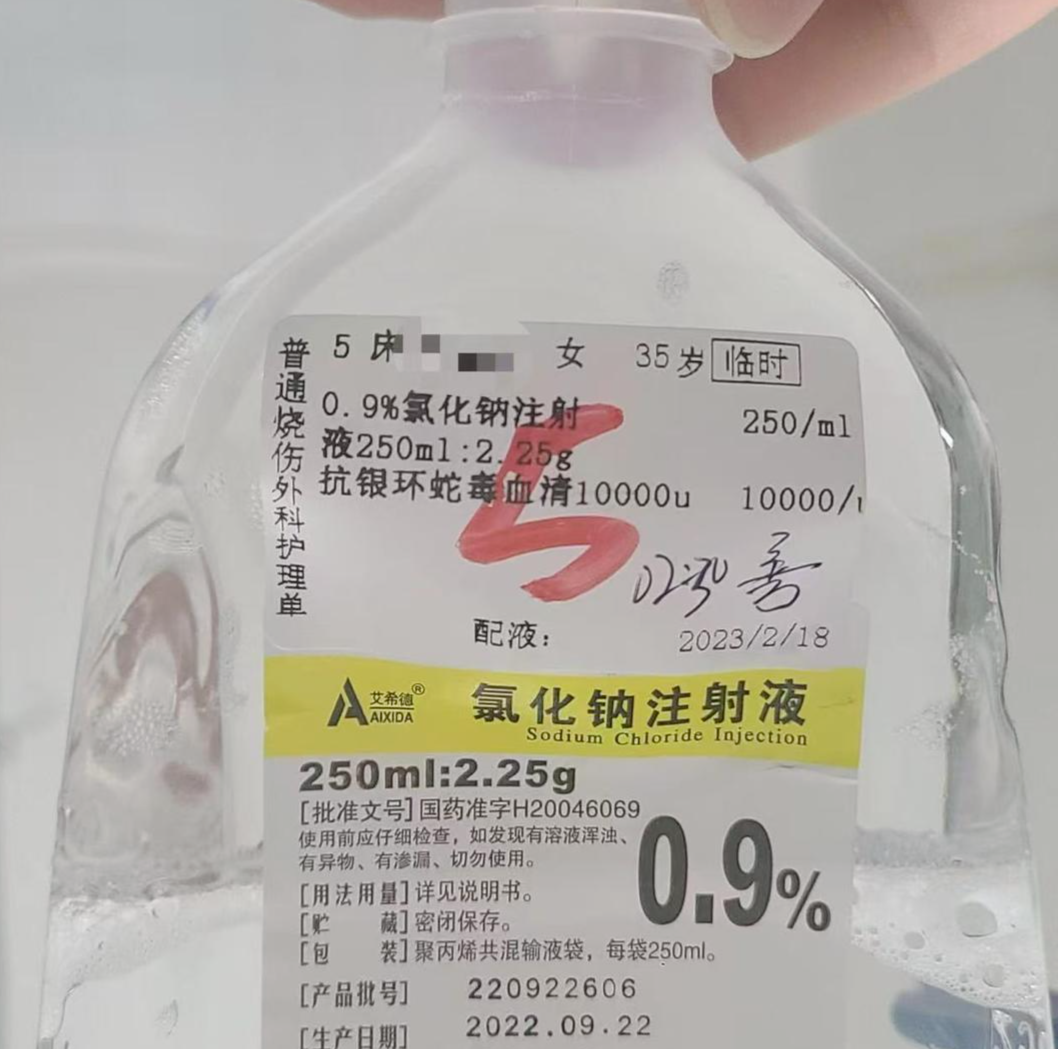 普通烧伤外科护理单
5床
女 35岁 临时
0.9%氯化钠注射 250/ml
液250ml:2.25g
抗银环蛇毒血清10000u 10000/
5
配液: 2023/2/18
艾希德®
AIXIDA
氯化钠注射液
Sodium Chloride Injection
250ml:2.25g
[批准文号]国药准字H20046069
使用前应仔细检查，如发现有溶液浑浊、
有异物、有渗漏、切勿使用。
0.9%
[用法用量]详见说明书。
[贮 藏]密闭保存。
[包 装]聚丙烯共混输液袋，每袋250ml。
[产品批号] 220922606
[生产日期] 2022.09.22